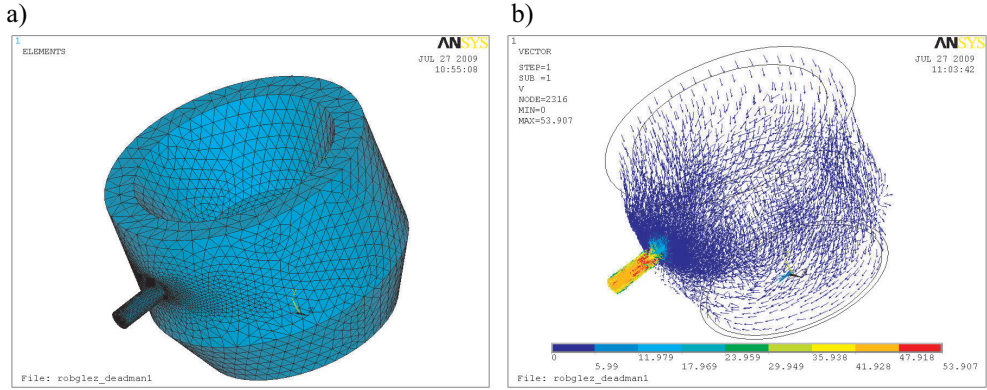 a)
1
ELEMENTS
ANSYS
JUL 27 2009
10:55:08
File: robglez_deadman1
b)
1
VECTOR
STEP=1
SUB =1
V
NODE=2316
MIN=0
MAX=53.907
ANSYS
JUL 27 2009
11:03:42
0 11.979 23.959 35.938 47.918
5.99 17.969 29.949 41.928 53.907
File: robglez_deadman1